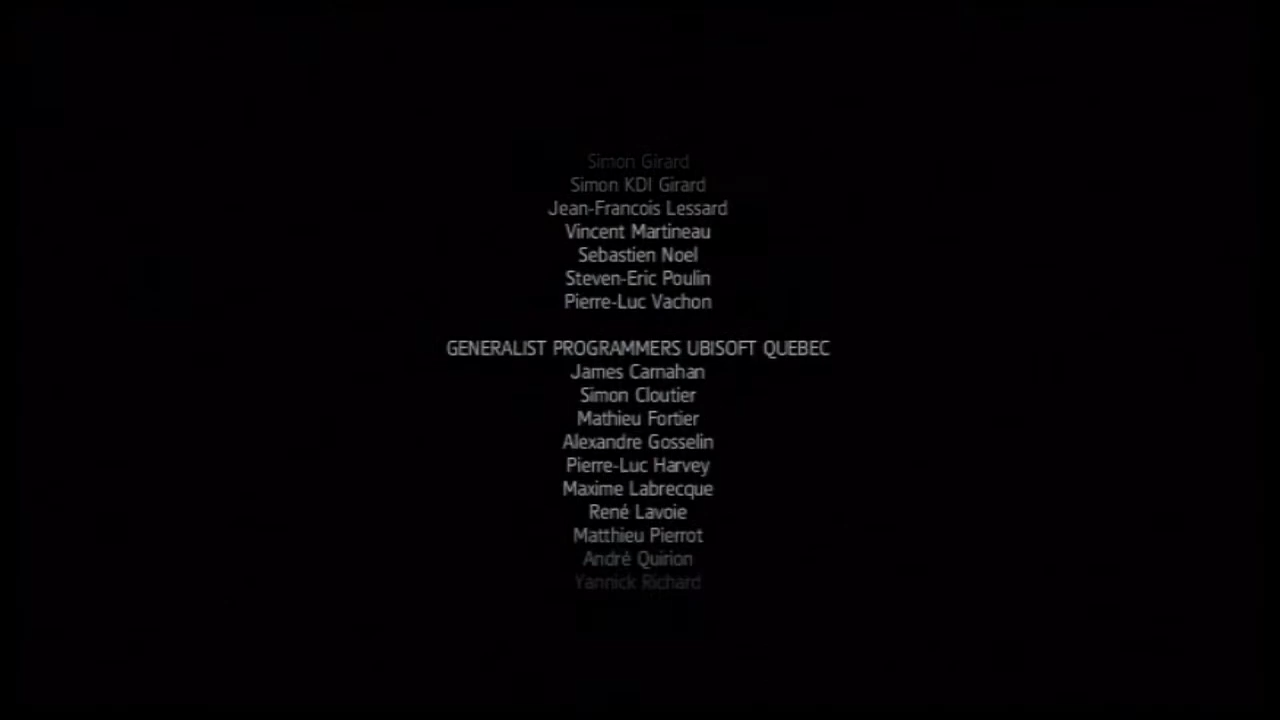 Simon Girard
Simon KDI Girard
Jean-Francois Lessard
Vincent Martineau
Sebastien Noel
Steven-Eric Poulin
Pierre-Luc Vachon
GENERALIST PROGRAMMERS UBISOFT QUEBEC
James Carnahan
Simon Cloutier
Mathieu Fortier
Alexandre Gosselin
Pierre-Luc Harvey
Maxime Labrecque
René Lavoie
Matthieu Pierrot
André Quirion
Yannick Richard